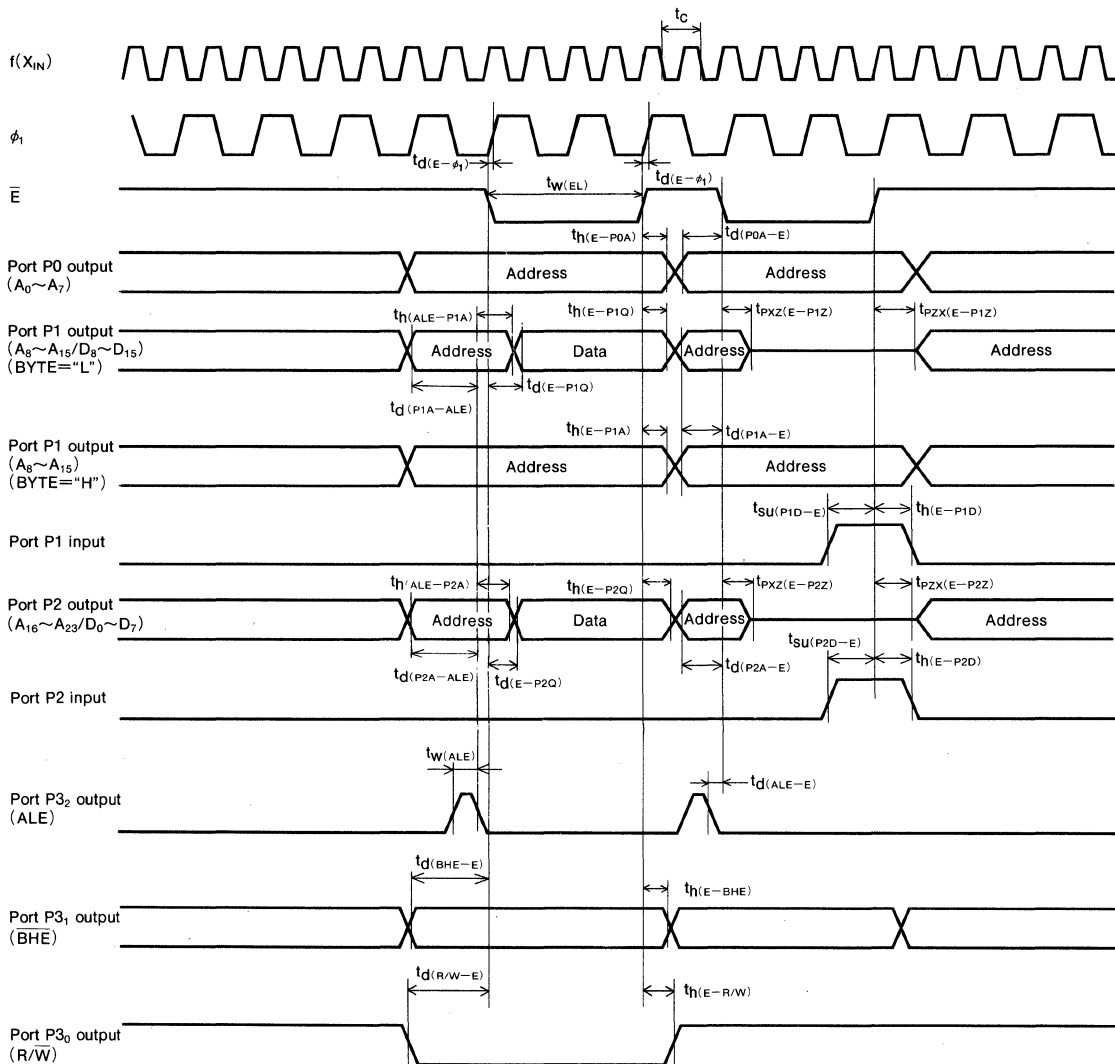 tC
f(XIN)
ϕ1
td(E−ϕ1)
tw(EL)
td(E−ϕ1)
E̅
th(E−P0A)
td(P0A−E)
Port P0 output
(A0～A7)
Address
Address
th(ALE−P1A)
th(E−P1Q)
tPXZ(E−P1Z)
tPZX(E−P1Z)
Port P1 output
(A8～A15/D8～D15)
(BYTE=“L”)
Address
Data
Address
Address
td(E−P1Q)
td(P1A−ALE)
th(E−P1A)
td(P1A−E)
Port P1 output
(A8～A15)
(BYTE=“H”)
Address
Address
tsu(P1D−E)
th(E−P1D)
Port P1 input
th(ALE−P2A)
th(E−P2Q)
tPXZ(E−P2Z)
tPZX(E−P2Z)
Port P2 output
(A16～A23/D0～D7)
Address
Data
Address
Address
tsu(P2D−E)
td(P2A−ALE)
td(E−P2Q)
td(P2A−E)
th(E−P2D)
Port P2 input
tw(ALE)
td(ALE−E)
Port P32 output
(ALE)
td(BHE−E)
th(E−BHE)
Port P31 output
(B̅H̅E̅)
td(R/W−E)
th(E−R/W)
Port P30 output
(R/W̅)